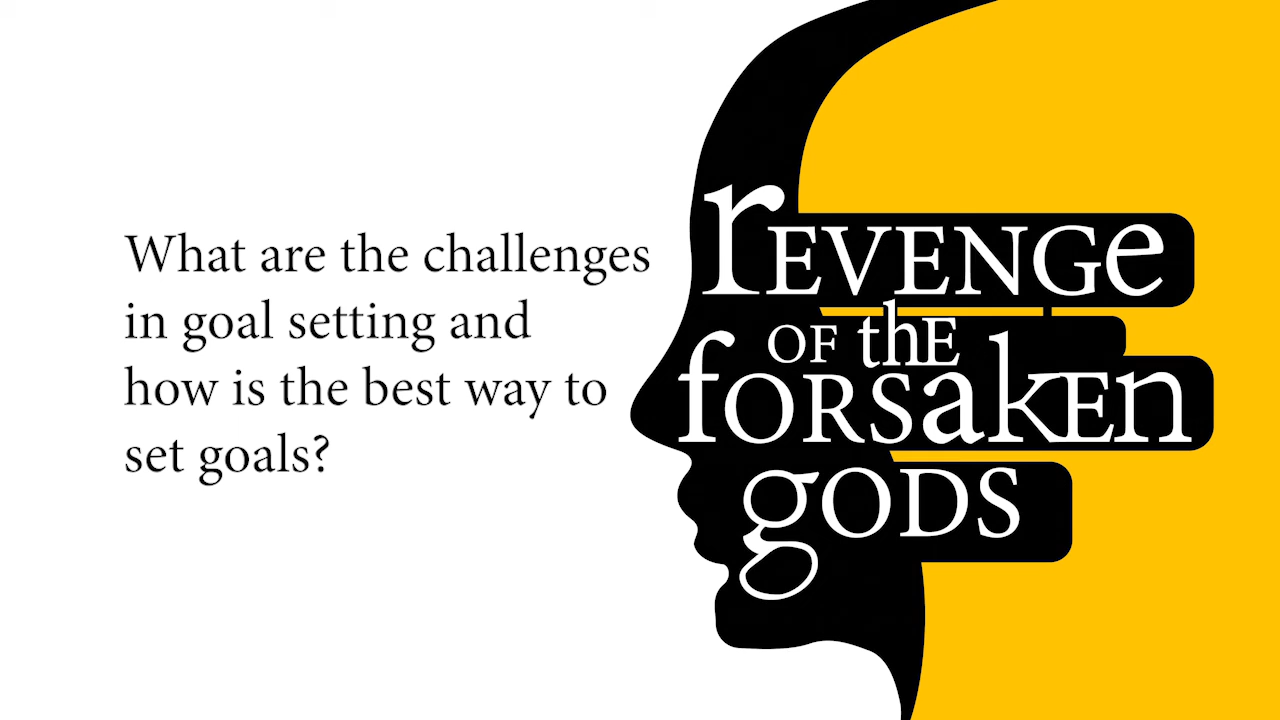 What are the challenges
in goal setting and
how is the best way to
set goals?
rEVENGe
OF thE
fORSakEn
gODS